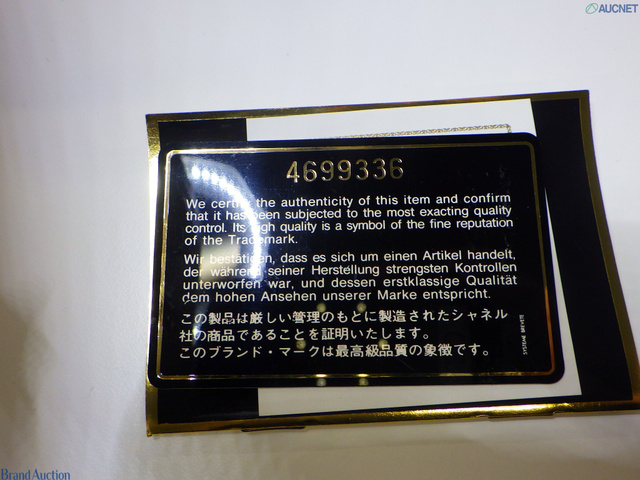 AUCNET
4699336
We certify the authenticity of this item and confirm
that it has been subjected to the most exacting quality
control. Its high quality is a symbol of the fine reputation
of the Trademark.
Wir bestätigen, dass es sich um einen Artikel handelt,
der während seiner Herstellung strengsten Kontrollen
unterworfen war, und dessen erstklassige Qualität
dem hohen Ansehen unserer Marke entspricht.
この製品は厳しい管理のもとに製造されたシャネル
社の商品であることを証明いたします。
このブランド・マークは最高級品質の象徴です。
SYSTEME BREVETE
Brand Auction